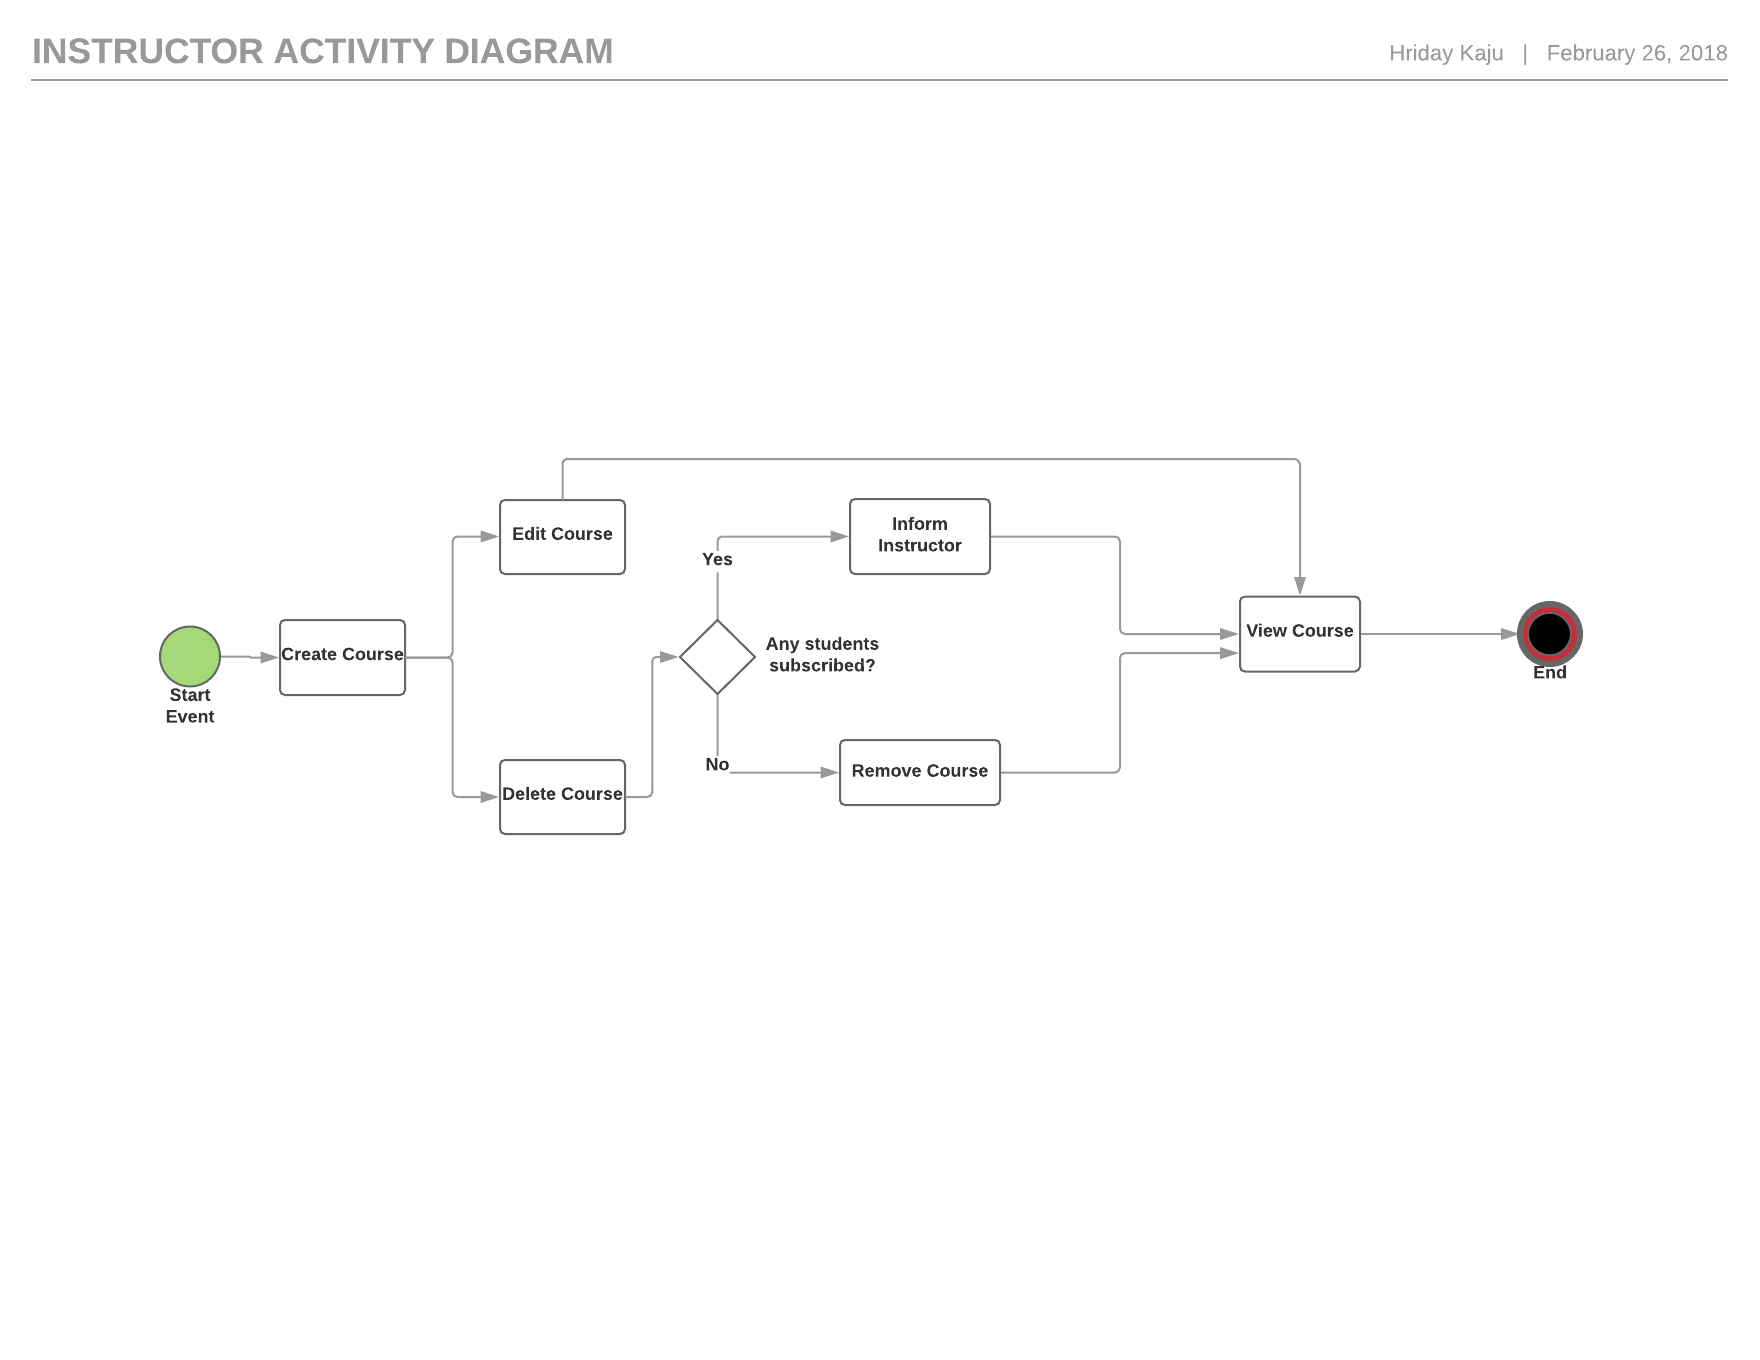 INSTRUCTOR ACTIVITY DIAGRAM
Hriday Kaju | February 26, 2018
Start
Event
Create Course
Edit Course
Delete Course
Yes
Any students
subscribed?
No
Inform
Instructor
Remove Course
View Course
End